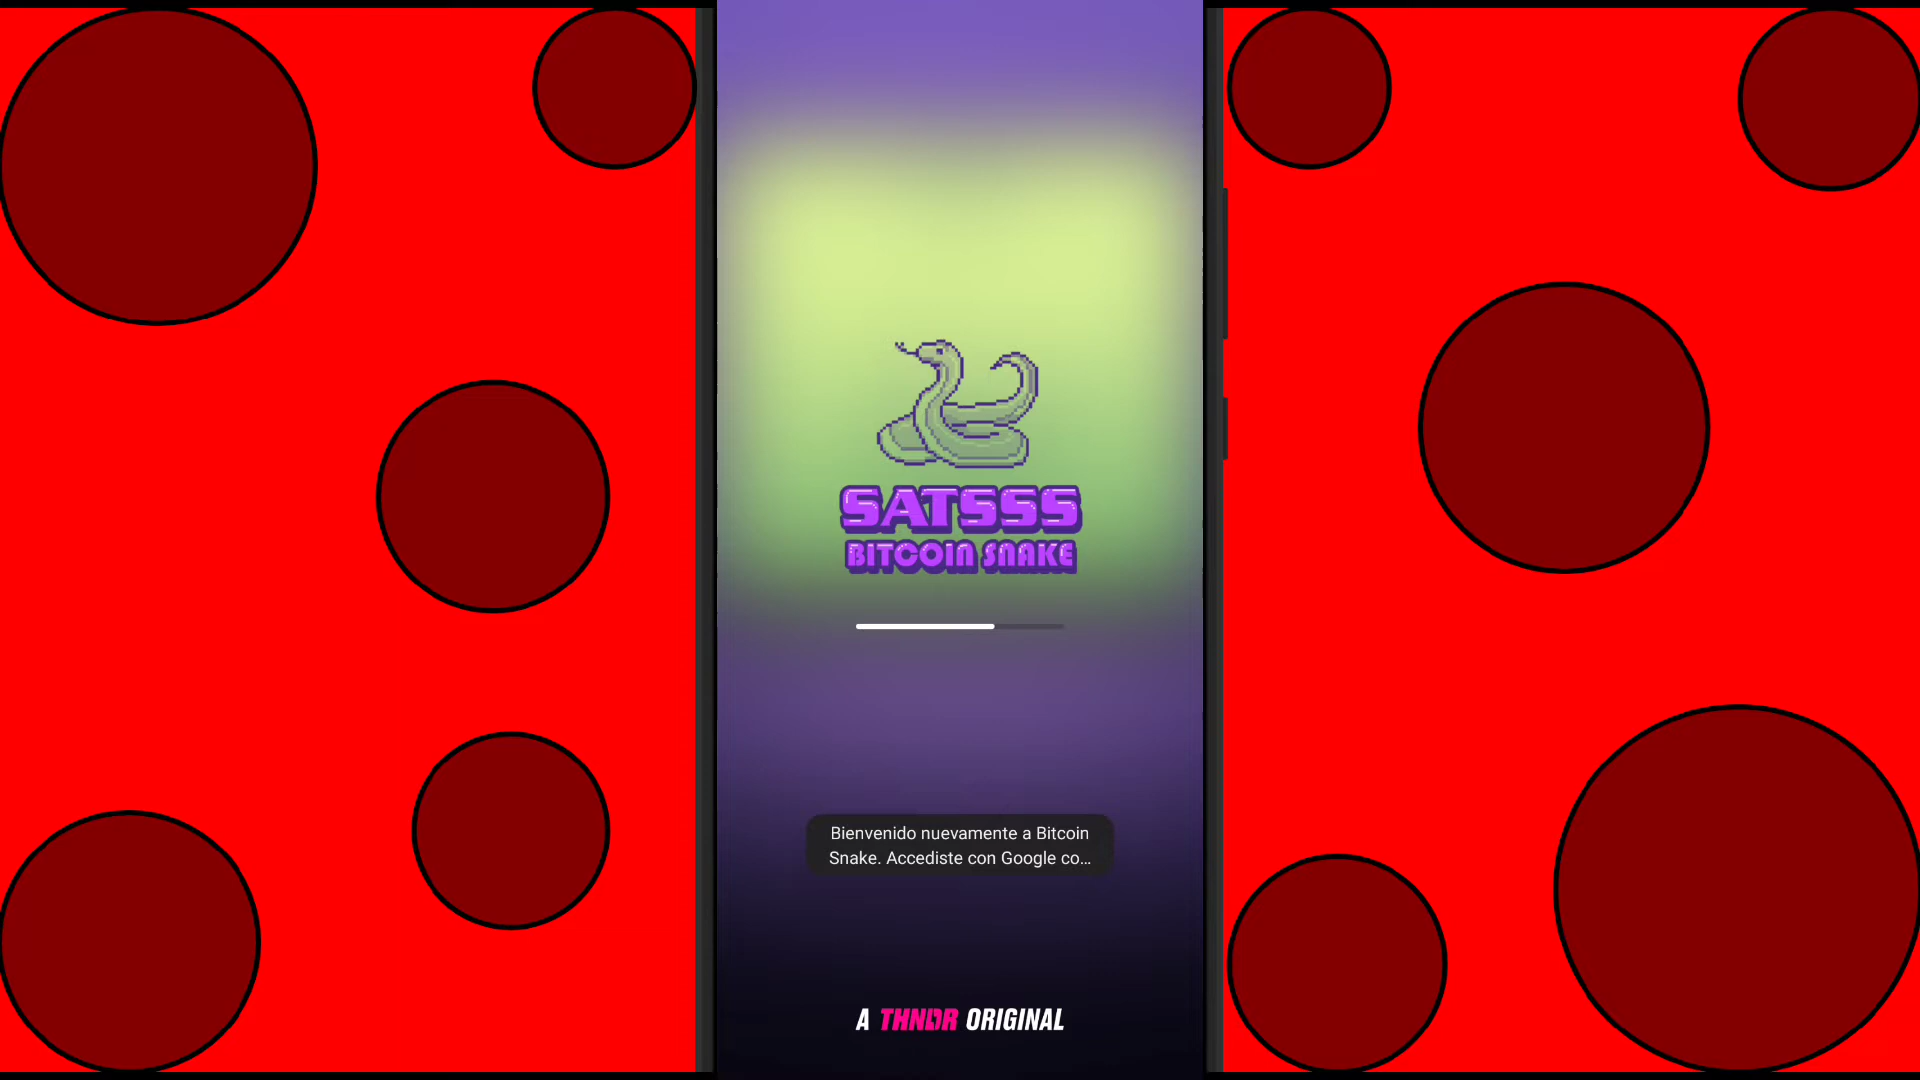 SATSSS
BITCOIN SNAKE
Bienvenido nuevamente a Bitcoin
Snake. Accediste con Google co...
A THNDR ORIGINAL